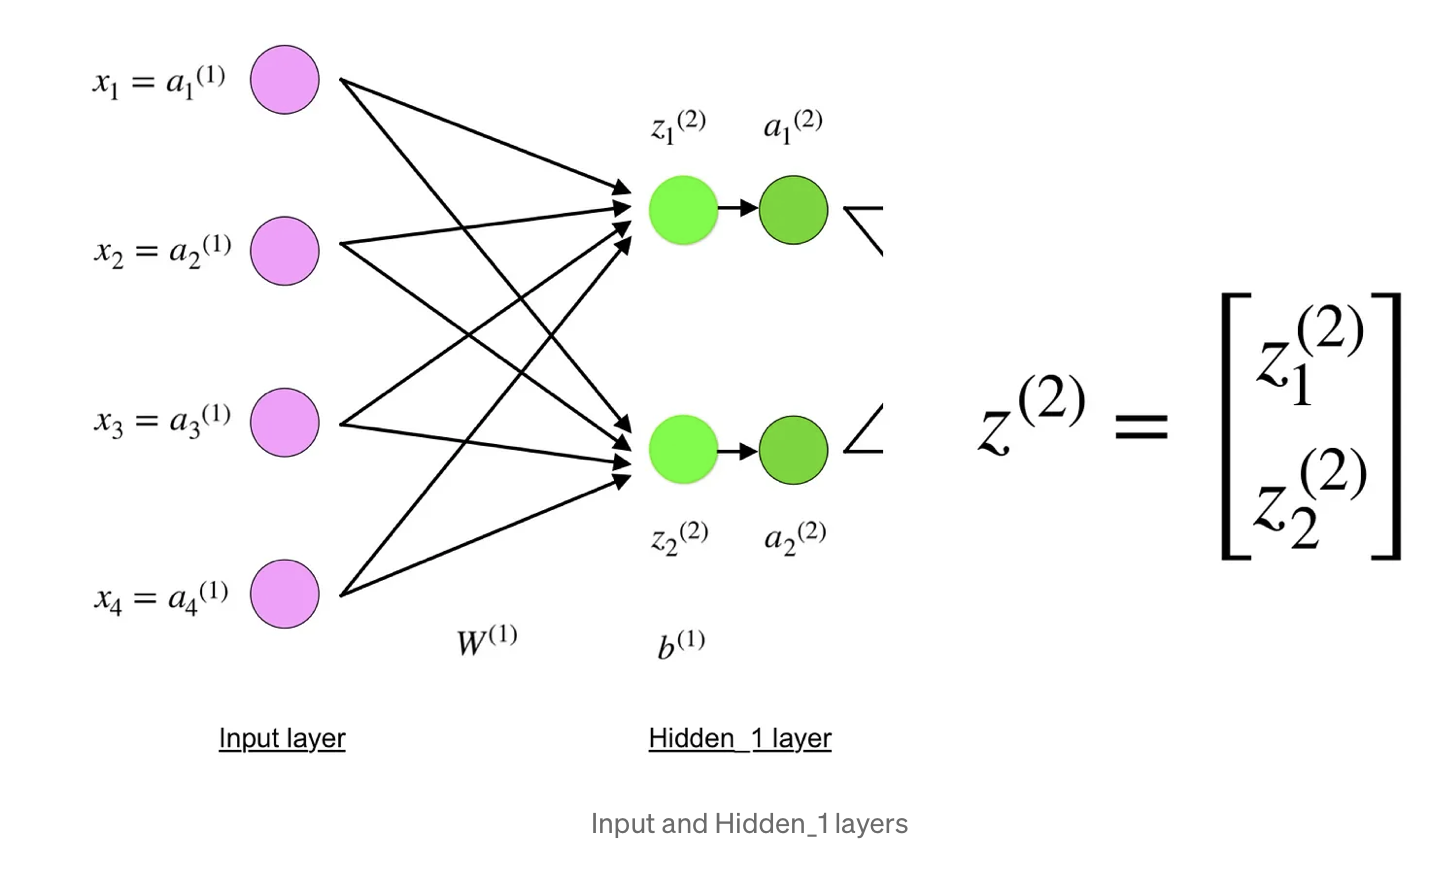 x₁ = a₁⁽¹⁾
z₁⁽²⁾ a₁⁽²⁾
x₂ = a₂⁽¹⁾
z⁽²⁾ = [z₁⁽²⁾
z₂⁽²⁾]
x₃ = a₃⁽¹⁾
z₂⁽²⁾ a₂⁽²⁾
x₄ = a₄⁽¹⁾
W⁽¹⁾ b⁽¹⁾
Input layer Hidden_1 layer
Input and Hidden_1 layers